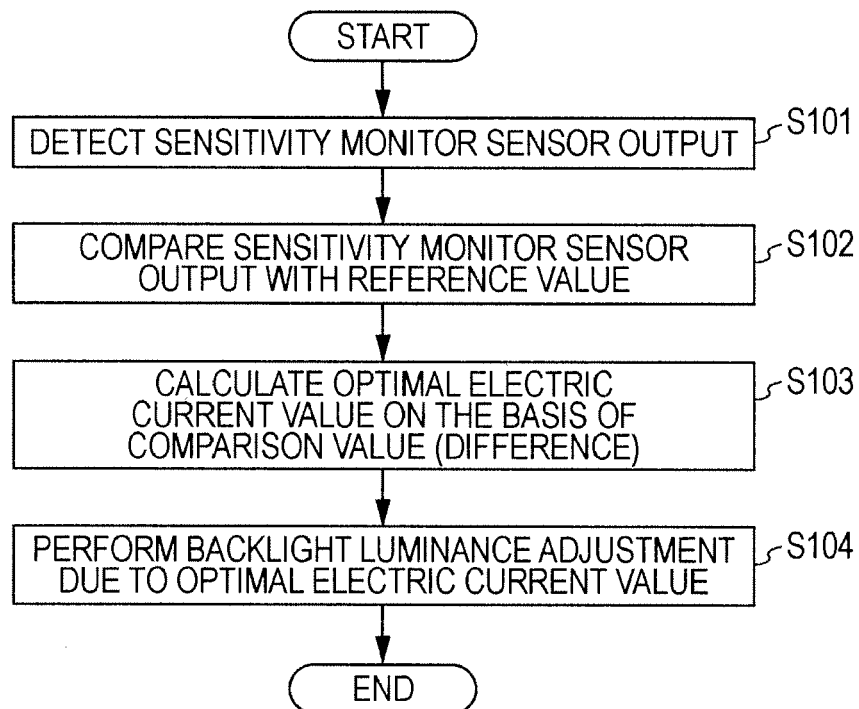 START
DETECT SENSITIVITY MONITOR SENSOR OUTPUT
S101
COMPARE SENSITIVITY MONITOR SENSOR
OUTPUT WITH REFERENCE VALUE
S102
CALCULATE OPTIMAL ELECTRIC
CURRENT VALUE ON THE BASIS OF
COMPARISON VALUE (DIFFERENCE)
S103
PERFORM BACKLIGHT LUMINANCE ADJUSTMENT
DUE TO OPTIMAL ELECTRIC CURRENT VALUE
S104
END